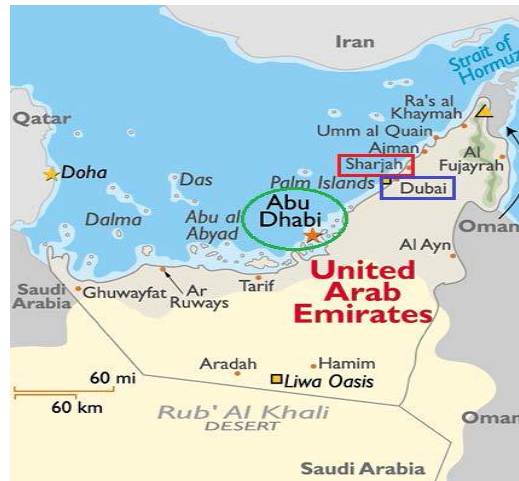 Iran
Strait of
Hormuz
Qatar
Ra's al
Khaymah
Umm al Quain
Ajman
Sharjah
Al
Fujayrah
Doha
Das
Palm Islands
Dubai
Abu
Dhabi
Dalma
Abu al
Abyad
Oman
Al Ayn
United
Arab
Emirates
Saudi
Arabia
Ghuwayfat
Ar
Ruways
Tarif
Aradah
Hamim
Liwa Oasis
60 mi
60 km
Rub' Al Khali
DESERT
Oman
Saudi Arabia